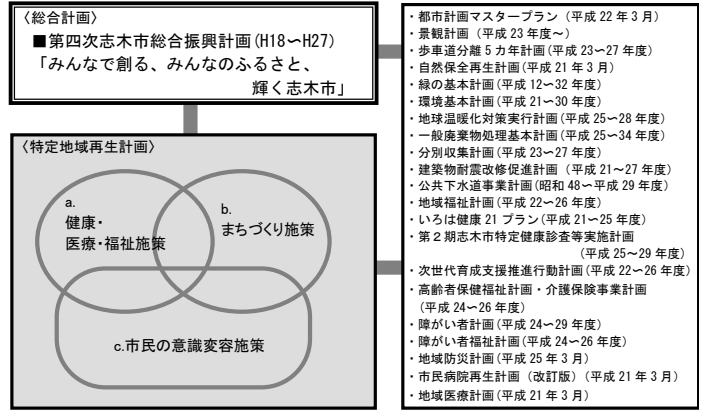 〈総合計画〉
■第四次志木市総合振興計画(H18〜H27)
「みんなで創る、みんなのふるさと、
輝く志木市」
〈特定地域再生計画〉
a.
健康・
医療・福祉施策
b.
まちづくり施策
c.市民の意識変容施策
・都市計画マスタープラン（平成 22 年 3 月）
・景観計画（平成 23 年度〜）
・歩車道分離 5 カ年計画(平成 23〜27 年度)
・自然保全再生計画(平成 21 年 3 月)
・緑の基本計画(平成 12〜32 年度)
・環境基本計画(平成 21〜30 年度)
・地球温暖化対策実行計画(平成 25〜28 年度)
・一般廃棄物処理基本計画(平成 25〜34 年度)
・分別収集計画(平成 23〜27 年度)
・建築物耐震改修促進計画（平成 21〜27 年度)
・公共下水道事業計画(昭和 48〜平成 29 年度)
・地域福祉計画(平成 22〜26 年度)
・いろは健康 21 プラン(平成 21〜25 年度)
・第２期志木市特定健康診査等実施計画
(平成 25〜29 年度)
・次世代育成支援推進行動計画(平成 22〜26 年度)
・高齢者保健福祉計画・介護保険事業計画
(平成 24〜26 年度)
・障がい者計画(平成 24〜29 年度)
・障がい者福祉計画(平成 24〜26 年度)
・地域防災計画(平成 25 年 3 月)
・市民病院再生計画（改訂版）（平成 21 年 3 月）
・地域医療計画(平成 21 年 3 月)